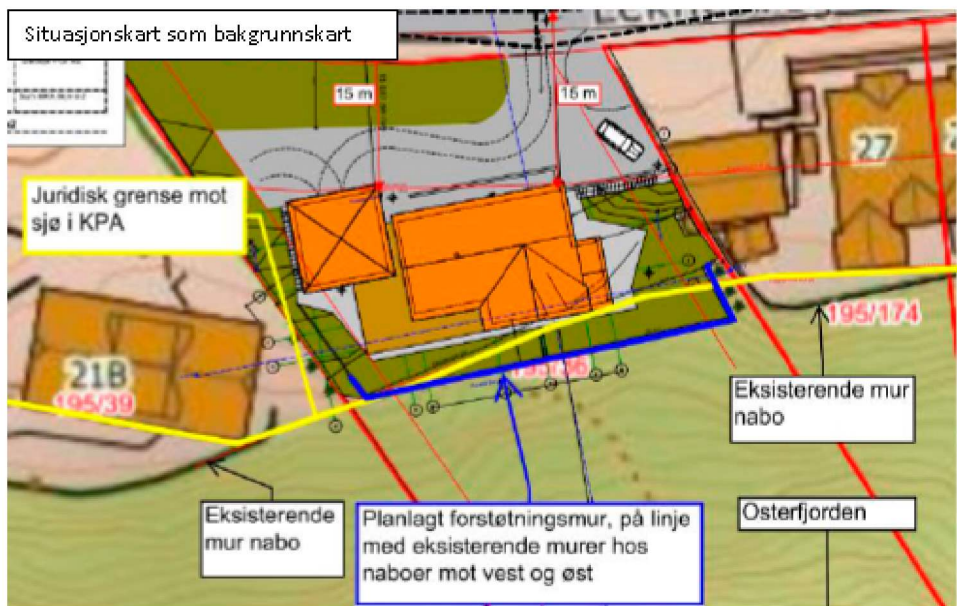 Situasjonskart som bakgrunnskart
15 m
15 m
27
Juridisk grense mot
sjø i KPA
21B
195/39
195/174
Eksisterende mur
nabo
Eksisterende
mur nabo
Planlagt forstøtningsmur, på linje
med eksisterende murer hos
naboer mot vest og øst
Osterfjorden